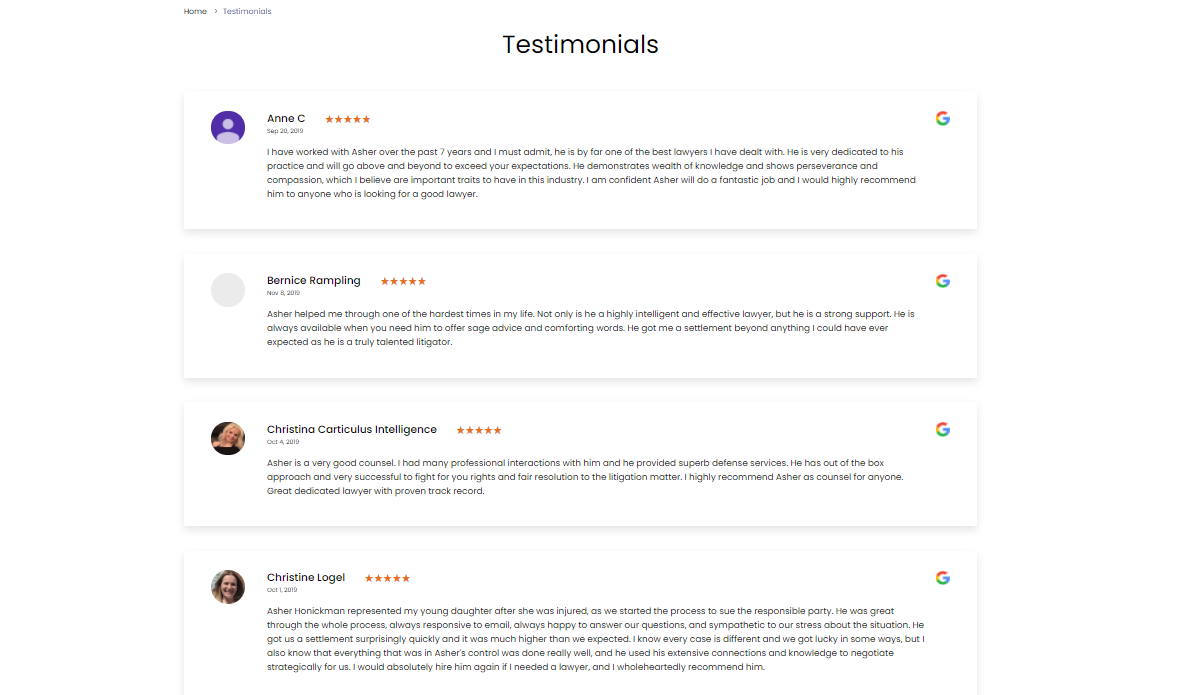 Home > Testimonials
Testimonials
Anne C ★★★★★
Sep 20, 2019
I have worked with Asher over the past 7 years and I must admit, he is by far one of the best lawyers I have dealt with. He is very dedicated to his
practice and will go above and beyond to exceed your expectations. He demonstrates wealth of knowledge and shows perseverance and
compassion, which I believe are important traits to have in this industry. I am confident Asher will do a fantastic job and I would highly recommend
him to anyone who is looking for a good lawyer.
Bernice Rampling ★★★★★
Nov 8, 2019
Asher helped me through one of the hardest times in my life. Not only is he a highly intelligent and effective lawyer, but he is a strong support. He is
always available when you need him to offer sage advice and comforting words. He got me a settlement beyond anything I could have ever
expected as he is a truly talented litigator.
Christina Carticulus Intelligence ★★★★★
Oct 4, 2019
Asher is a very good counsel. I had many professional interactions with him and he provided superb defense services. He has out of the box
approach and very successful to fight for you rights and fair resolution to the litigation matter. I highly recommend Asher as counsel for anyone.
Great dedicated lawyer with proven track record.
Christine Logel ★★★★★
Oct 1, 2019
Asher Honickman represented my young daughter after she was injured, as we started the process to sue the responsible party. He was great
through the whole process, always responsive to email, always happy to answer our questions, and sympathetic to our stress about the situation. He
got us a settlement surprisingly quickly and it was much higher than we expected. I know every case is different and we got lucky in some ways, but I
also know that everything that was in Asher's control was done really well, and he used his extensive connections and knowledge to negotiate
strategically for us. I would absolutely hire him again if I needed a lawyer, and I wholeheartedly recommend him.